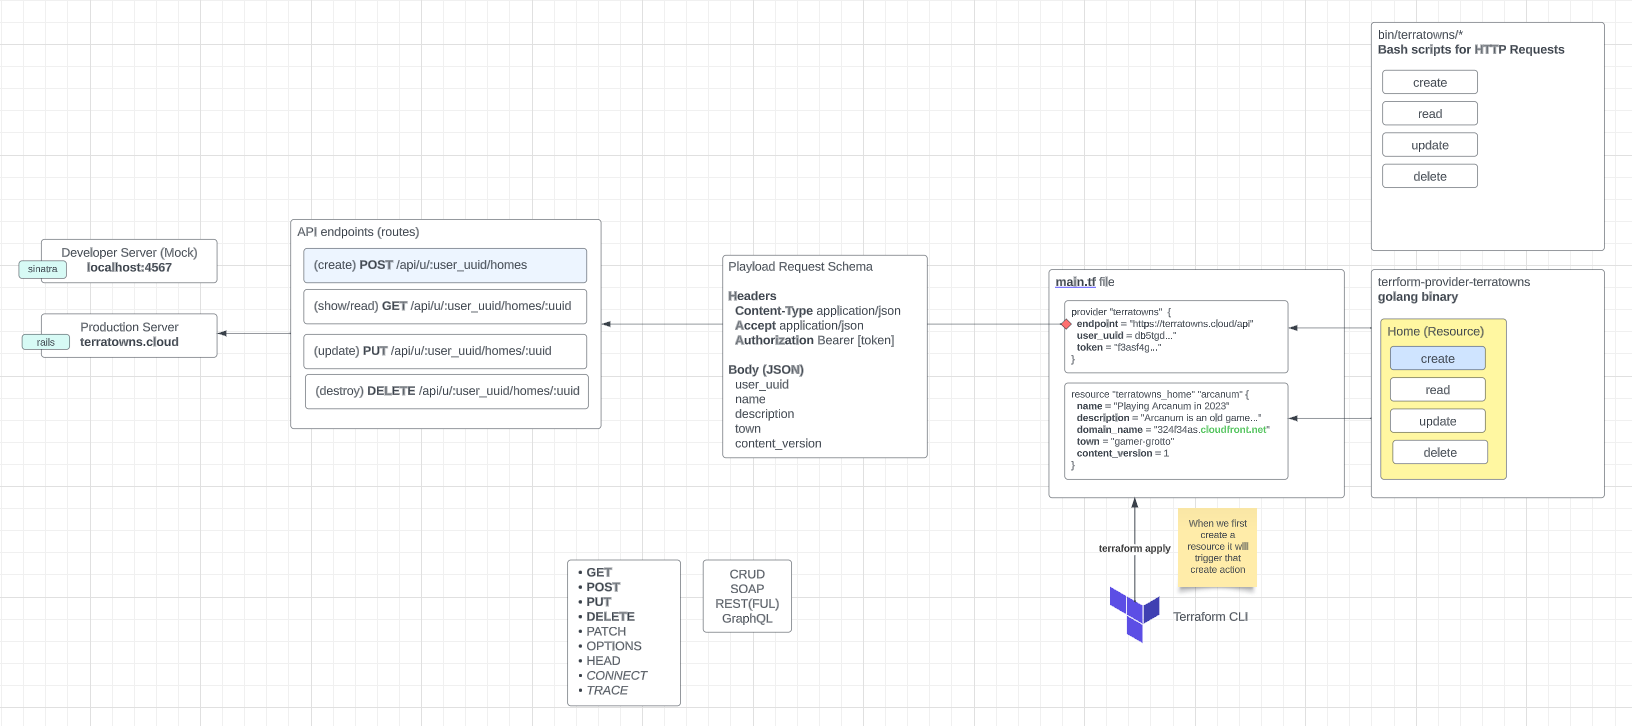 bin/terratowns/*
Bash scripts for HTTP Requests
create
read
update
delete
API endpoints (routes)
(create) POST /api/u/:user_uuid/homes
(show/read) GET /api/u/:user_uuid/homes/:uuid
(update) PUT /api/u/:user_uuid/homes/:uuid
(destroy) DELETE /api/u/:user_uuid/homes/:uuid
Developer Server (Mock)
localhost:4567
sinatra
Production Server
terratowns.cloud
rails
Playload Request Schema
Headers
Content-Type application/json
Accept application/json
Authorization Bearer [token]
Body (JSON)
user_uuid
name
description
town
content_version
main.tf file
provider "terratowns" {
endpoint = "https://terratowns.cloud/api"
user_uuid = db5tgd..."
token = "f3asf4g..."
}
resource "terratowns_home" "arcanum" {
name = "Playing Arcanum in 2023"
description = "Arcanum is an old game..."
domain_name = "324f34as.cloudfront.net"
town = "gamer-grotto"
content_version = 1
}
terrform-provider-terratowns
golang binary
Home (Resource)
create
read
update
delete
When we first
create a
resource it will
trigger that
create action
terraform apply
Terraform CLI
• GET
• POST
• PUT
• DELETE
• PATCH
• OPTIONS
• HEAD
• CONNECT
• TRACE
CRUD
SOAP
REST(FUL)
GraphQL